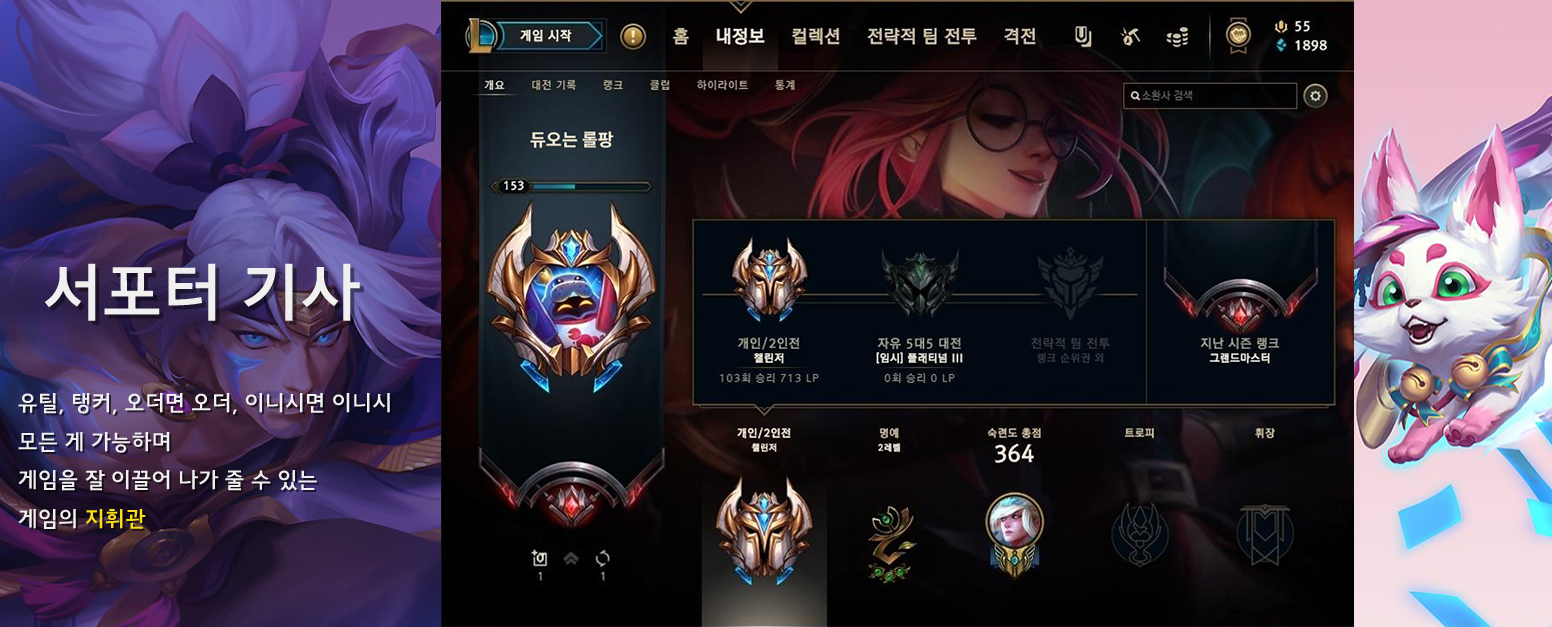 서포터 기사
유틸, 탱커, 오더면 오더, 이니시면 이니시
모든 게 가능하며
게임을 잘 이끌어 나가 줄 수 있는
게임의 지휘관
게임 시작
홈 내정보 컬렉션 전략적 팀 전투 격전
55
1898
개요 대전 기록 랭크 클럽 하이라이트 통계
소환사 검색
듀오는 롤팡
153
1 1
개인/2인전
챌린저
103회 승리 713 LP
자유 5대5 대전
[임시] 플래티넘 III
0회 승리 0 LP
전략적 팀 전투
랭크 순위권 외
지난 시즌 랭크
그랜드마스터
개인/2인전
챌린저
명예
2레벨
숙련도 총점
364
트로피
휘장